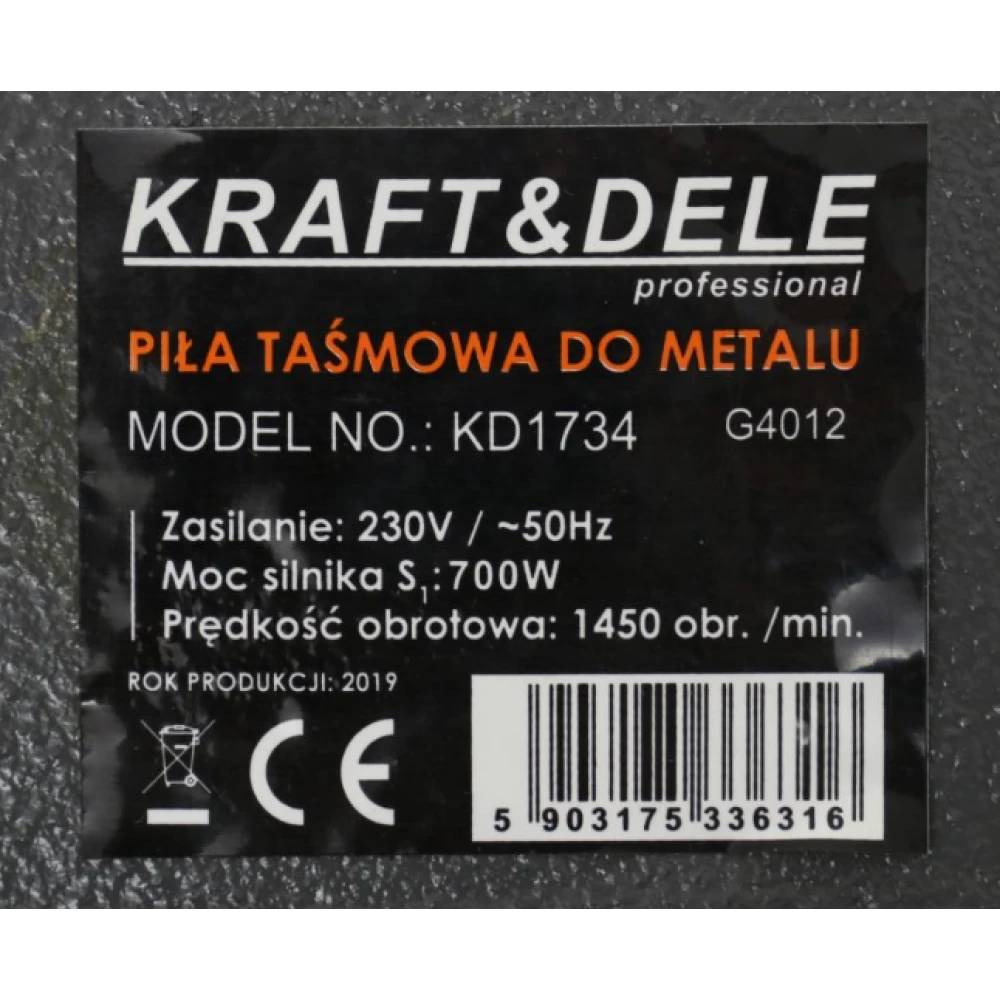 KRAFT&DELE
professional
PIŁA TAŚMOWA DO METALU
MODEL NO.: KD1734 G4012
Zasilanie: 230V / ~50Hz
Moc silnika S₁:700W
Prędkość obrotowa: 1450 obr. /min.
ROK PRODUKCJI: 2019
CE
5 903175 336316